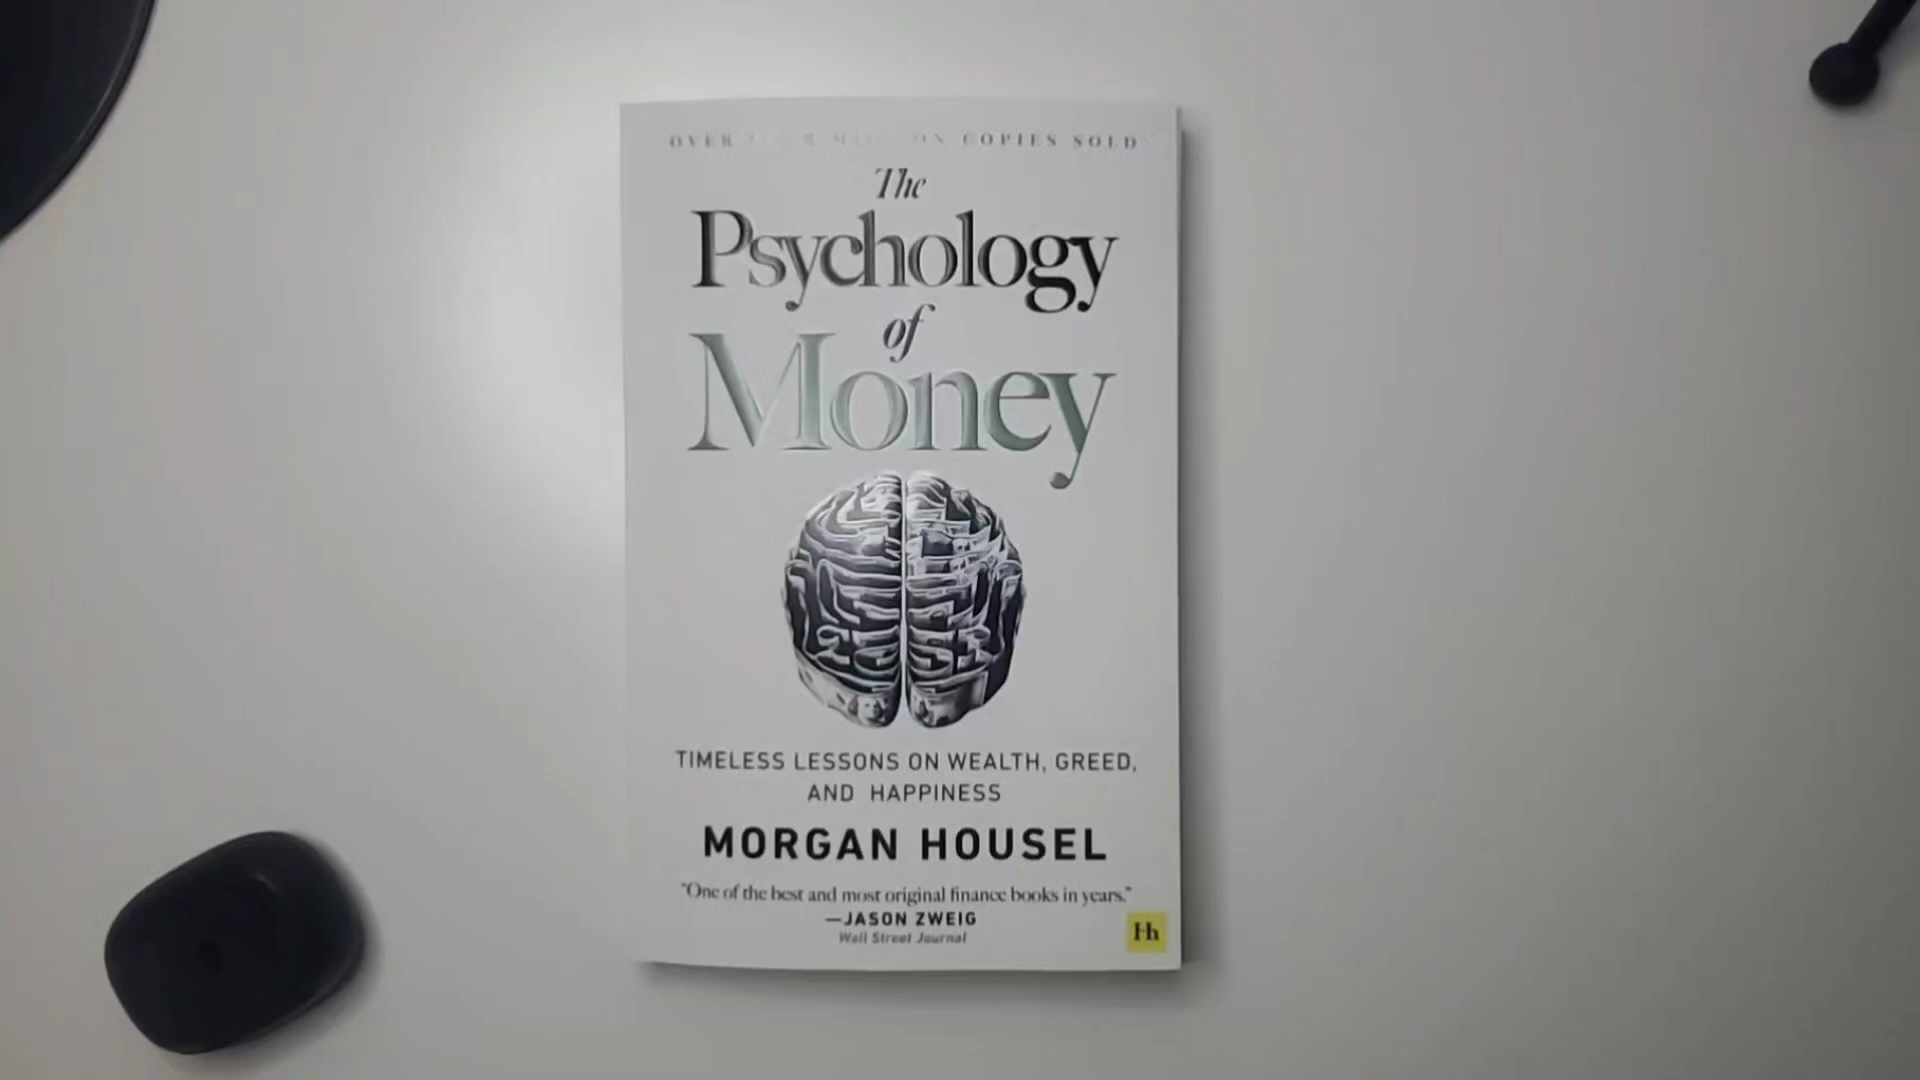 OVER COPIES SOLD
The
Psychology
of
Money
TIMELESS LESSONS ON WEALTH, GREED,
AND HAPPINESS
MORGAN HOUSEL
"One of the best and most original finance books in years."
—JASON ZWEIG
Wall Street Journal
Hh